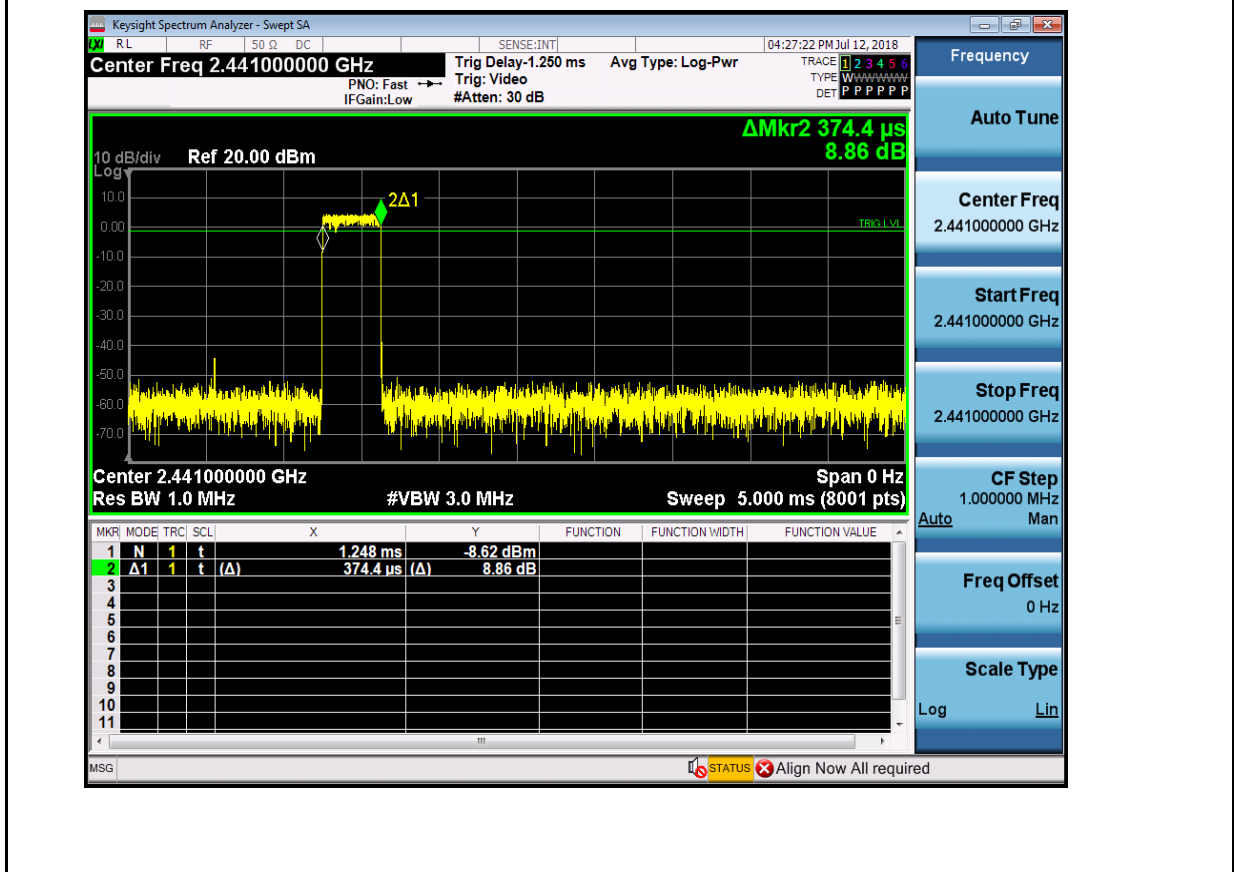 Keysight Spectrum Analyzer - Swept SA
LXI RL RF 50 Ω DC SENSE:INT 04:27:22 PM Jul 12, 2018
Center Freq 2.441000000 GHz
PNO: Fast
IFGain:Low
Trig Delay-1.250 ms
Trig: Video
#Atten: 30 dB
Avg Type: Log-Pwr
TRACE 1 2 3 4 5 6
TYPE WWWWWW
DET P P P P P P
ΔMkr2 374.4 µs
8.86 dB
10 dB/div Ref 20.00 dBm
Log
10.0
0.00
-10.0
-20.0
-30.0
-40.0
-50.0
-60.0
-70.0
2Δ1
TRIG LVL
Center 2.441000000 GHz Span 0 Hz
Res BW 1.0 MHz #VBW 3.0 MHz Sweep 5.000 ms (8001 pts)
MKR MODE TRC SCL X Y FUNCTION FUNCTION WIDTH FUNCTION VALUE
1 N 1 t 1.248 ms -8.62 dBm
2 Δ1 1 t (Δ) 374.4 µs (Δ) 8.86 dB
3
4
5
6
7
8
9
10
11
MSG STATUS Align Now All required
Frequency
Auto Tune
Center Freq
2.441000000 GHz
Start Freq
2.441000000 GHz
Stop Freq
2.441000000 GHz
CF Step
1.000000 MHz
Auto Man
Freq Offset
0 Hz
Scale Type
Log Lin